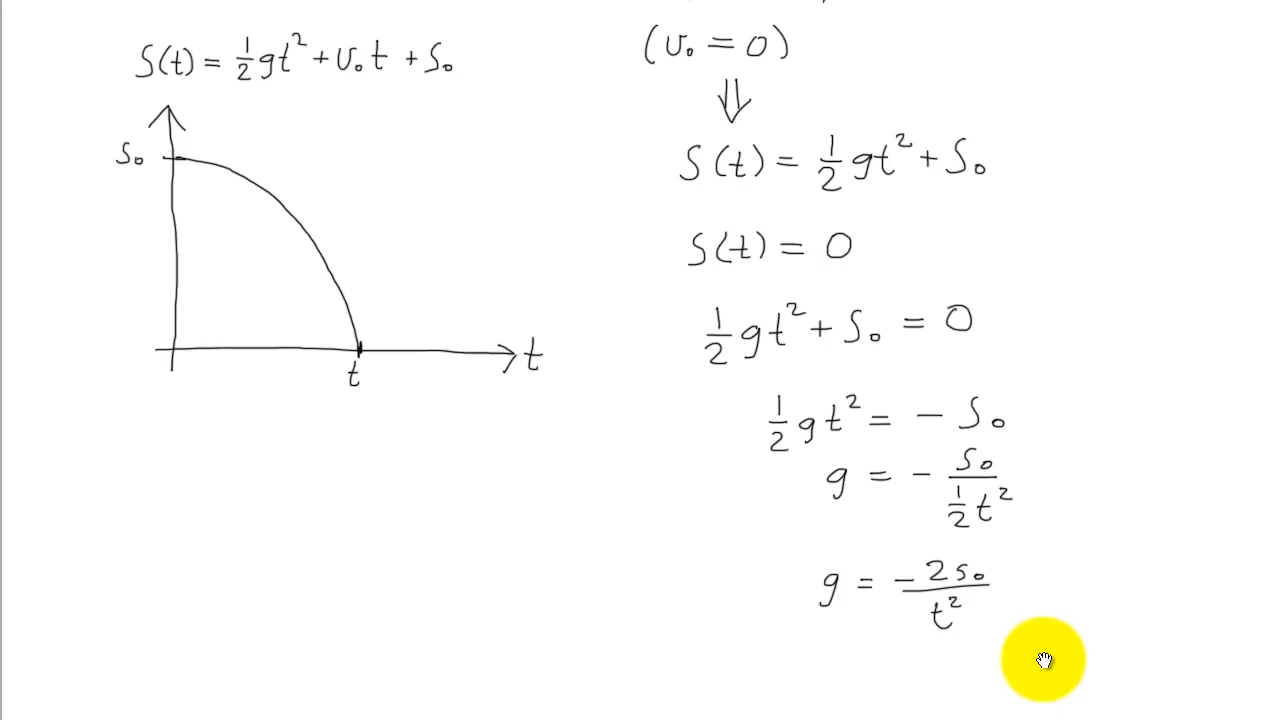 S(t) = ½gt² + v₀t + S₀
S₀
t
t
(v₀ = 0)
⇓
S(t) = ½gt² + S₀
S(t) = 0
½gt² + S₀ = 0
½gt² = − S₀
g = − S₀/(½t²)
g = −2S₀/t²